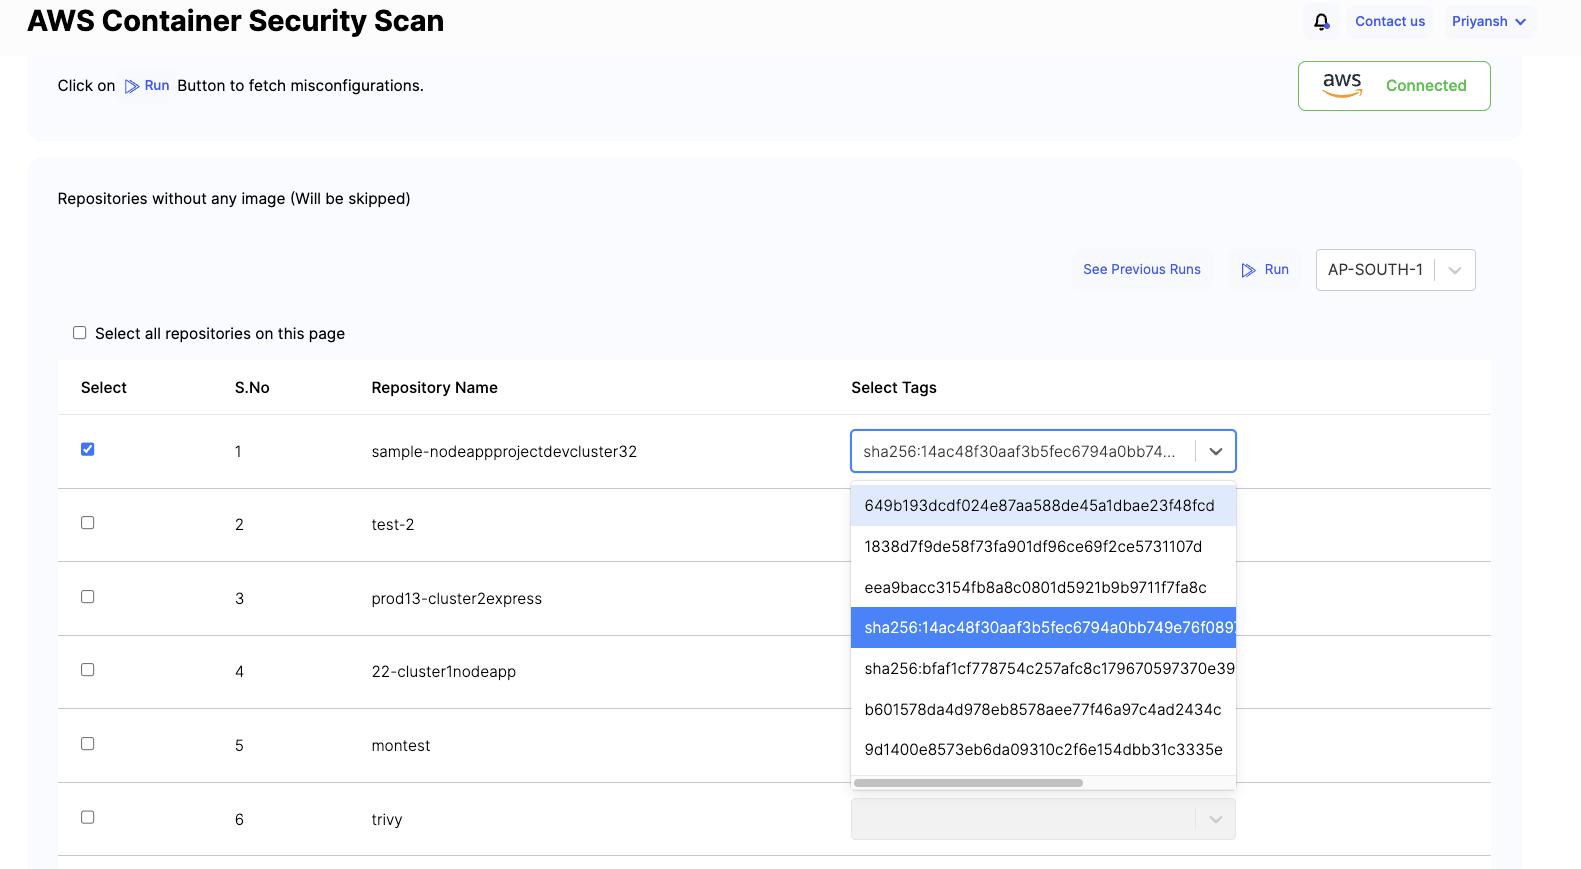 AWS Container Security Scan
Contact us
Priyansh
Click on Run Button to fetch misconfigurations.
aws Connected
Repositories without any image (Will be skipped)
See Previous Runs
Run
AP-SOUTH-1
Select all repositories on this page
Select S.No Repository Name Select Tags
1 sample-nodeappprojectdevcluster32 sha256:14ac48f30aaf3b5fec6794a0bb74...
649b193dcdf024e87aa588de45a1dbae23f48fcd
2 test-2
1838d7f9de58f73fa901df96ce69f2ce5731107d
eea9bacc3154fb8a8c0801d5921b9b9711f7fa8c
3 prod13-cluster2express
sha256:14ac48f30aaf3b5fec6794a0bb749e76f0897
sha256:bfaf1cf778754c257afc8c179670597370e39
4 22-cluster1nodeapp
b601578da4d978eb8578aee77f46a97c4ad2434c
5 montest
9d1400e8573eb6da09310c2f6e154dbb31c3335e
6 trivy